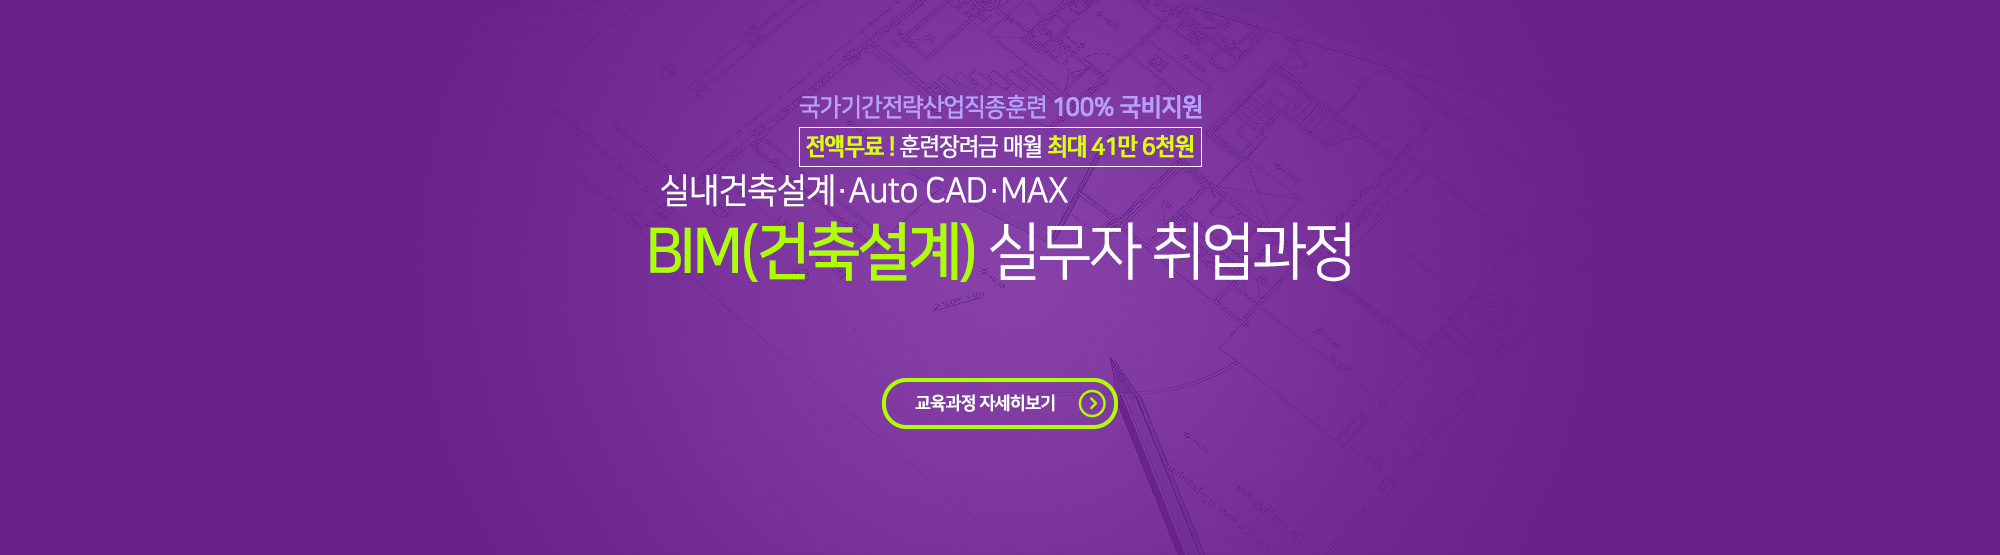 국가기간전략산업직종훈련 100% 국비지원
전액무료 ! 훈련장려금 매월 최대 41만 6천원
실내건축설계·Auto CAD·MAX
BIM(건축설계) 실무자 취업과정
교육과정 자세히보기